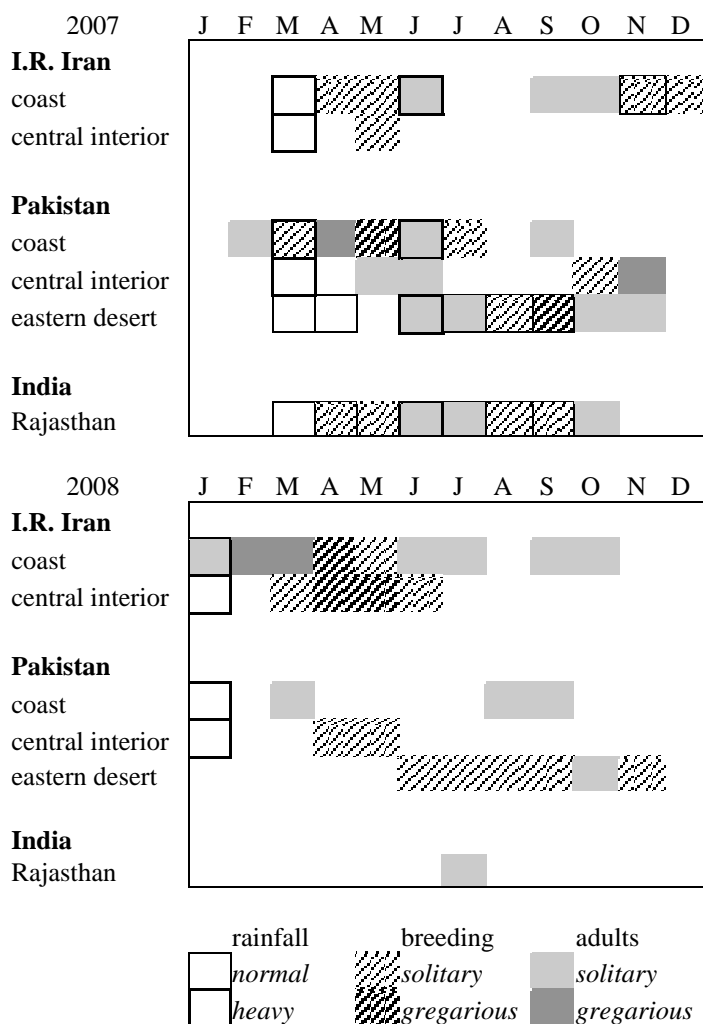 2007 J F M A M J J A S O N D
I.R. Iran
coast
central interior
Pakistan
coast
central interior
eastern desert
India
Rajasthan
2008 J F M A M J J A S O N D
I.R. Iran
coast
central interior
Pakistan
coast
central interior
eastern desert
India
Rajasthan
rainfall breeding adults
normal solitary solitary
heavy gregarious gregarious